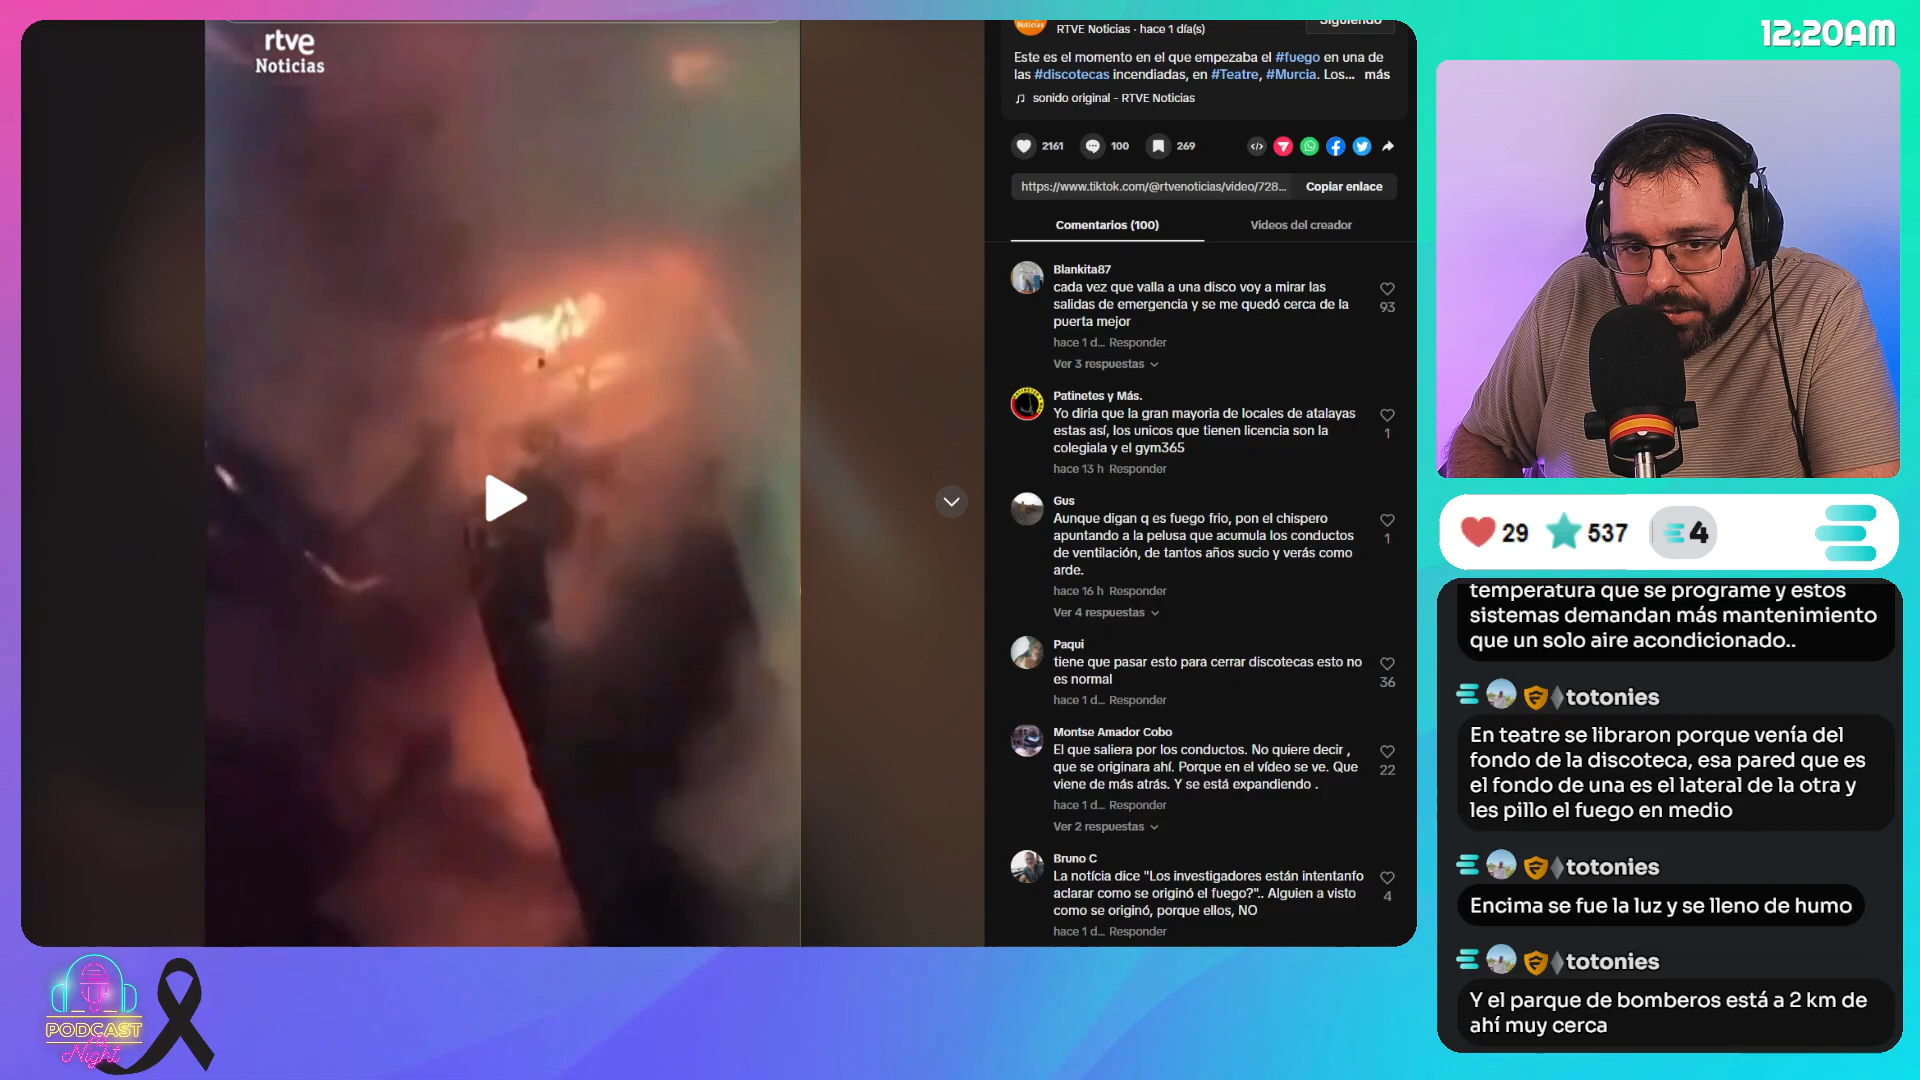 rtve
Noticias
Noticias
RTVE Noticias · hace 1 día(s)
Siguiendo
Este es el momento en el que empezaba el #fuego en una de
las #discotecas incendiadas, en #Teatre, #Murcia. Los... más
sonido original - RTVE Noticias
2161
100
269
https://www.tiktok.com/@rtvenoticias/video/728...
Copiar enlace
Comentarios (100)
Videos del creador
Blankita87
cada vez que valla a una disco voy a mirar las
salidas de emergencia y se me quedó cerca de la
puerta mejor
93
hace 1 d... Responder
Ver 3 respuestas
Patinetes y Más.
Yo diria que la gran mayoria de locales de atalayas
estas así, los unicos que tienen licencia son la
colegiala y el gym365
1
hace 13 h Responder
Gus
Aunque digan q es fuego frio, pon el chispero
apuntando a la pelusa que acumula los conductos
de ventilación, de tantos años sucio y verás como
arde.
1
hace 16 h Responder
Ver 4 respuestas
Paqui
tiene que pasar esto para cerrar discotecas esto no
es normal
36
hace 1 d... Responder
Montse Amador Cobo
El que saliera por los conductos. No quiere decir ,
que se originara ahí. Porque en el vídeo se ve. Que
viene de más atrás. Y se está expandiendo .
22
hace 1 d... Responder
Ver 2 respuestas
Bruno C
La notícia dice "Los investigadores están intentanfo
aclarar como se originó el fuego?".. Alguien a visto
como se originó, porque ellos, NO
4
hace 1 d... Responder
12:20AM
29
537
4
temperatura que se programe y estos
sistemas demandan más mantenimiento
que un solo aire acondicionado..
totonies
En teatre se libraron porque venía del
fondo de la discoteca, esa pared que es
el fondo de una es el lateral de la otra y
les pillo el fuego en medio
totonies
Encima se fue la luz y se lleno de humo
totonies
Y el parque de bomberos está a 2 km de
ahí muy cerca
PODCAST
Night